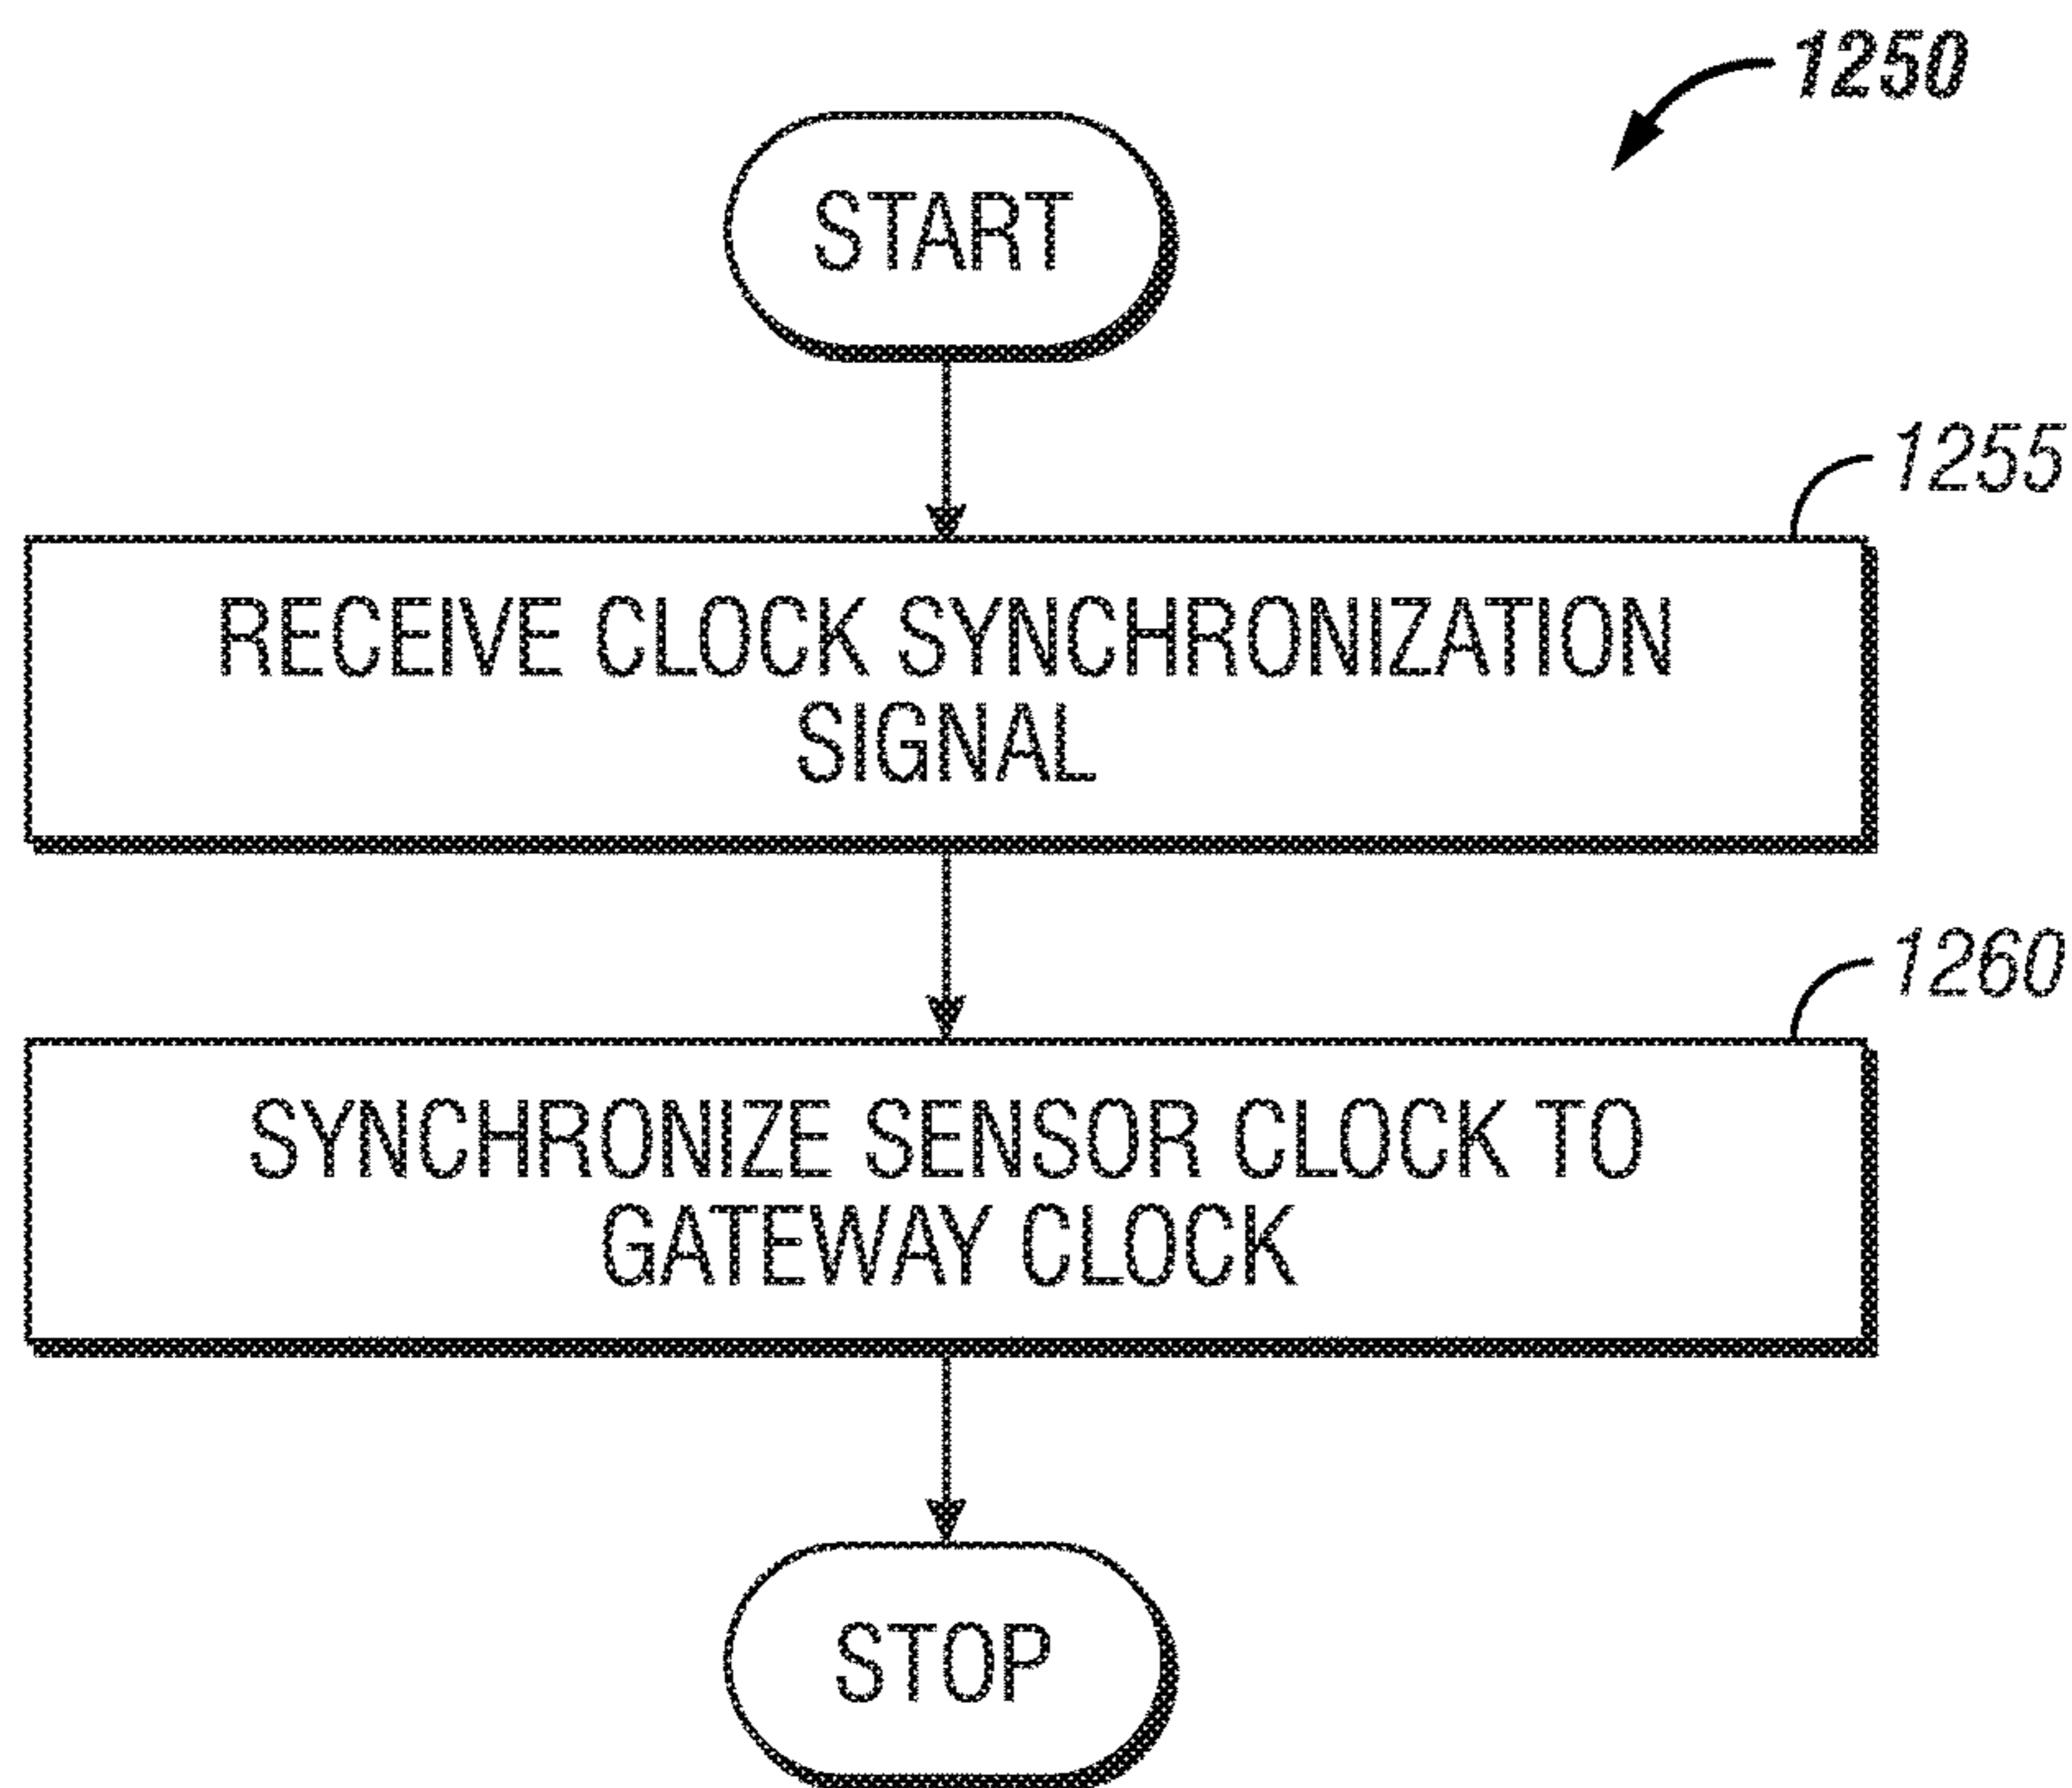 1250
START
1255
RECEIVE CLOCK SYNCHRONIZATION
SIGNAL
1260
SYNCHRONIZE SENSOR CLOCK TO
GATEWAY CLOCK
STOP